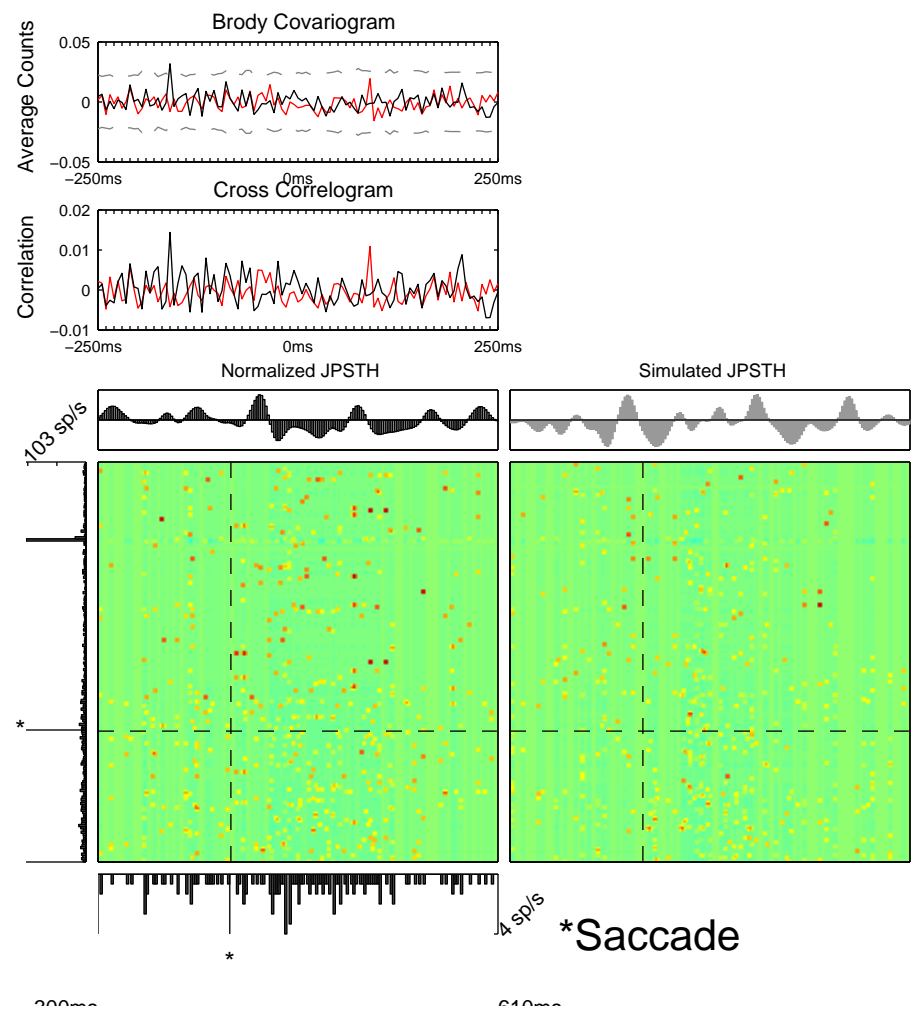 Brody Covariogram
Average Counts
0.05
0
−0.05
−250ms
0ms
250ms
Cross Correlogram
Correlation
0.02
0.01
0
−0.01
−250ms
0ms
250ms
Normalized JPSTH
Simulated JPSTH
103 sp/s
*
4 sp/s
*Saccade
*